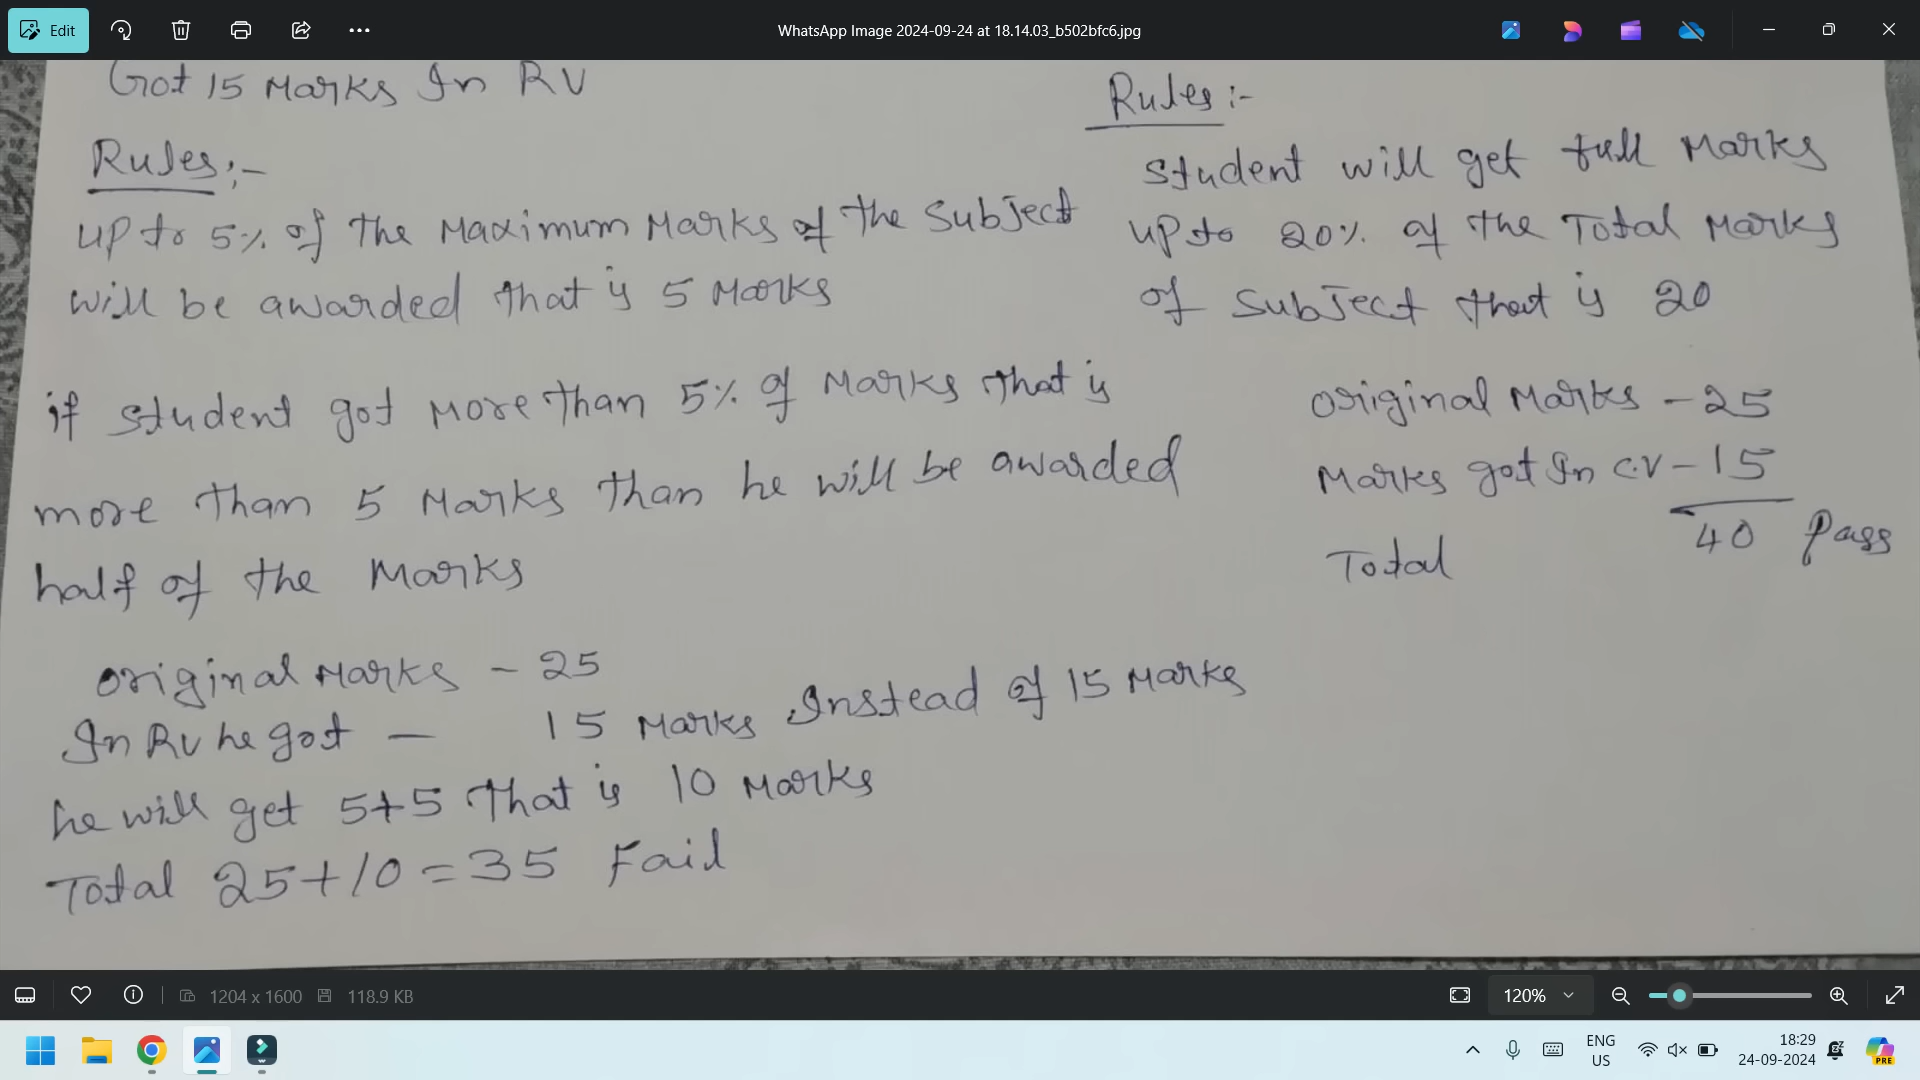 Edit
WhatsApp Image 2024-09-24 at 18.14.03_b502bfc6.jpg
Got 15 Marks In RV
Rules:-
up to 5% of the Maximum Marks of the Subject
will be awarded that is 5 Marks
if student got more than 5% of Marks that is
more than 5 Marks than he will be awarded
half of the Marks
original Marks - 25
In RV he got - 15 Marks Instead of 15 Marks
he will get 5+5 that is 10 Marks
Total 25+10=35 Fail
Rules:-
Student will get full Marks
up to 20% of the Total Marks
of Subject that is 20
original Marks - 25
Marks got In C.V - 15
Total 40 Pass
1204 x 1600
118.9 KB
120%
ENG
US
18:29
24-09-2024
PRE